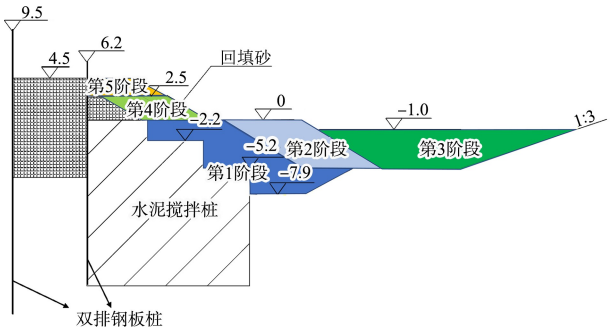 9.5
6.2
4.5
回填砂
第5阶段
2.5
第4阶段
0
-1.0
1:3
-2.2
-5.2
第2阶段
第3阶段
第1阶段
-7.9
水泥搅拌桩
双排钢板桩